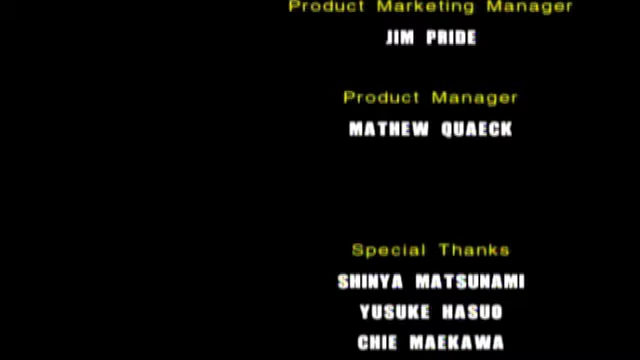 Product Marketing Manager
JIM PRIDE
Product Manager
MATHEW QUAECK
Special Thanks
SHINYA MATSUNAMI
YUSUKE HASUO
CHIE MAEKAWA